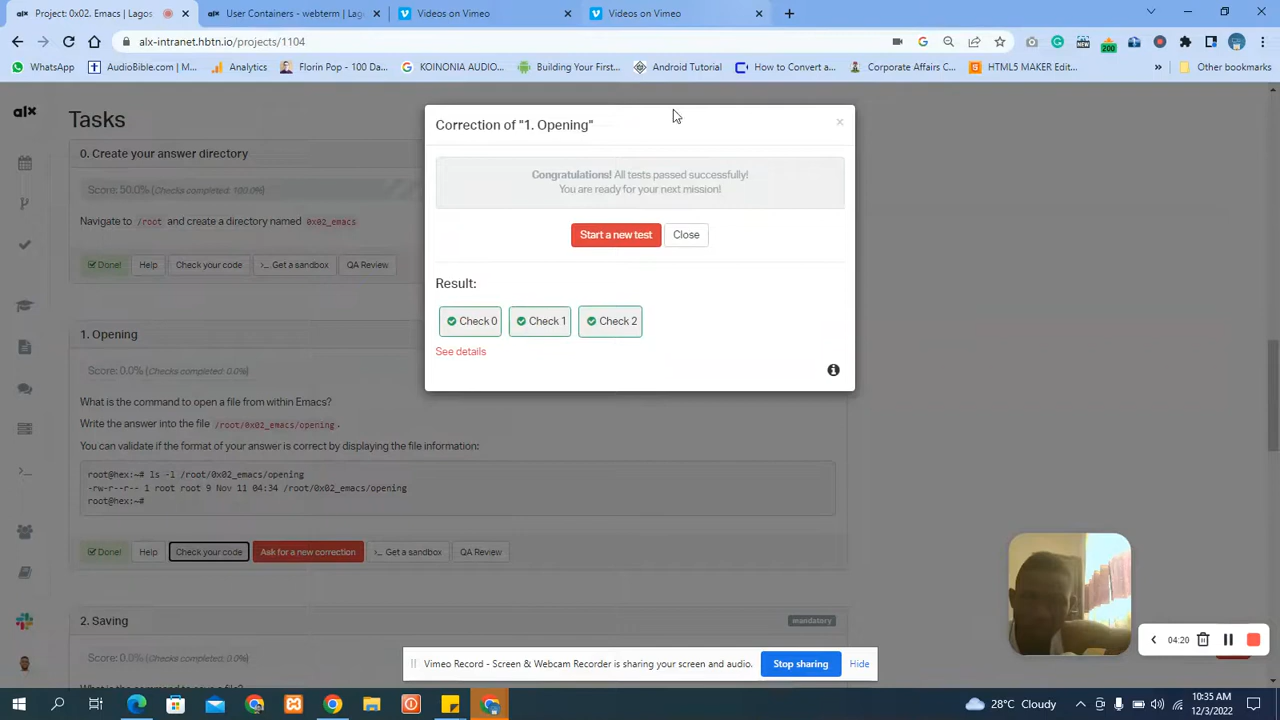 Project - 0x02. Emacs | Lagos
User Containers - webterm | Lag
Videos on Vimeo
Videos on Vimeo
alx-intranet.hbtn.io/projects/1104
200
NEW
WhatsApp
AudioBible.com | M...
Analytics
Florin Pop - 100 Da...
KOINONIA AUDIO...
Building Your First...
Android Tutorial
How to Convert a...
Corporate Affairs C...
HTML5 MAKER Edit...
»
Other bookmarks
alx
Tasks
0. Create your answer directory
Score: 50.0% (Checks completed: 100.0%)
Navigate to /root and create a directory named 0x02_emacs
Done!
Help
Check your code
>_ Get a sandbox
QA Review
Correction of "1. Opening"
×
Congratulations! All tests passed successfully!
You are ready for your next mission!
Start a new test
Close
Result:
Check 0
Check 1
Check 2
See details
1. Opening
Score: 0.0% (Checks completed: 0.0%)
What is the command to open a file from within Emacs?
Write the answer into the file /root/0x02_emacs/opening.
You can validate if the format of your answer is correct by displaying the file information:
root@hex:~# ls -l /root/0x02_emacs/opening
-rw-r--r-- 1 root root 9 Nov 11 04:34 /root/0x02_emacs/opening
root@hex:~#
Done!
Help
Check your code
Ask for a new correction
>_ Get a sandbox
QA Review
2. Saving
mandatory
Score: 0.0% (Checks completed: 0.0%)
Vimeo Record - Screen & Webcam Recorder is sharing your screen and audio.
Stop sharing
Hide
04:20
28°C Cloudy
10:35 AM
12/3/2022